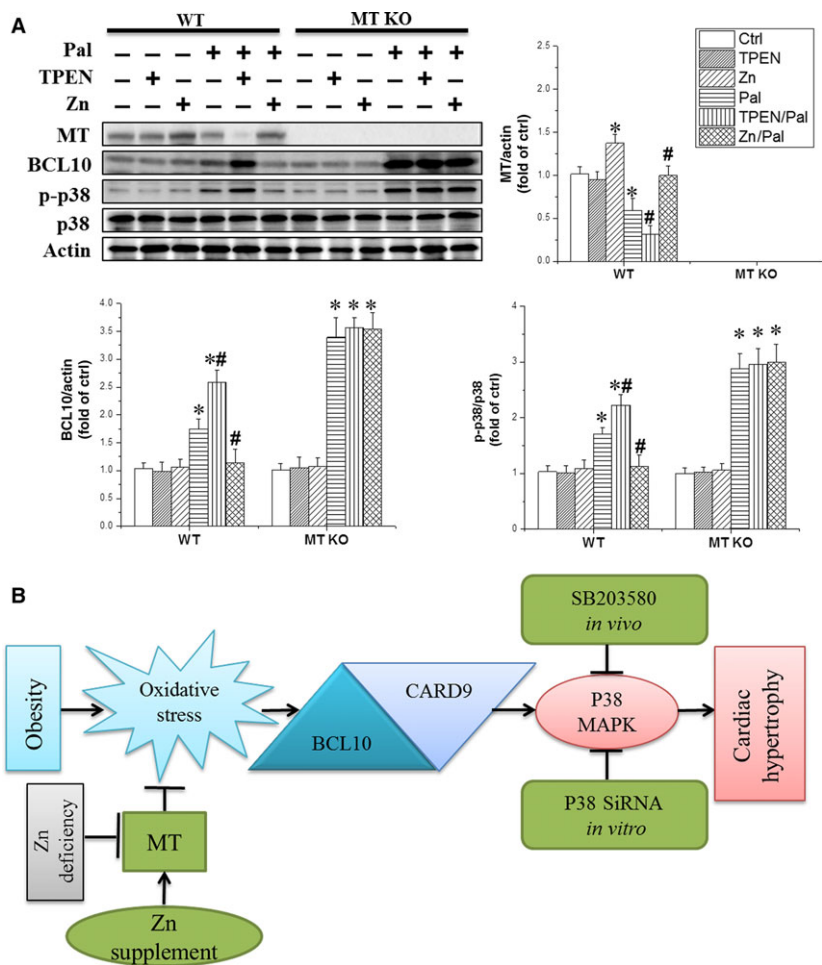 A
WT
MT KO
Pal
− − − + + + − − − + + +
TPEN
− + − − + − − + − − + −
Zn
− − + − − + − − + − − +
MT
BCL10
p-p38
p38
Actin
MT/actin
(fold of ctrl)
2.5
2.0
1.5
1.0
0.5
0.0
*
*
#
#
WT
MT KO
Ctrl
TPEN
Zn
Pal
TPEN/Pal
Zn/Pal
BCL10/actin
(fold of ctrl)
4.0
3.5
3.0
2.5
2.0
1.5
1.0
0.5
0.0
*
*#
#
* * *
WT
MT KO
p-p38/p38
(fold of ctrl)
4
3
2
1
0
*
*#
#
* * *
WT
MT KO
B
Obesity
Oxidative
stress
BCL10
CARD9
SB203580
in vivo
P38
MAPK
P38 SiRNA
in vitro
Cardiac
hypertrophy
Zn
deficiency
MT
Zn
supplement